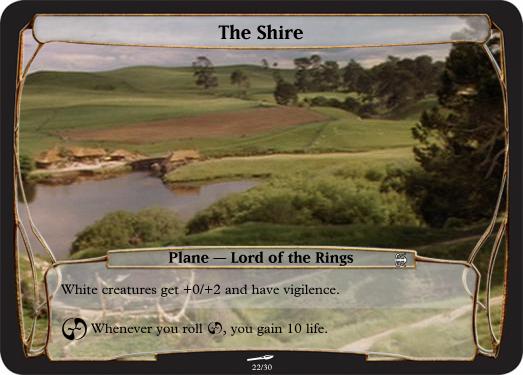 The Shire
Plane — Lord of the Rings
White creatures get +0/+2 and have vigilence.
Whenever you roll , you gain 10 life.
22/30